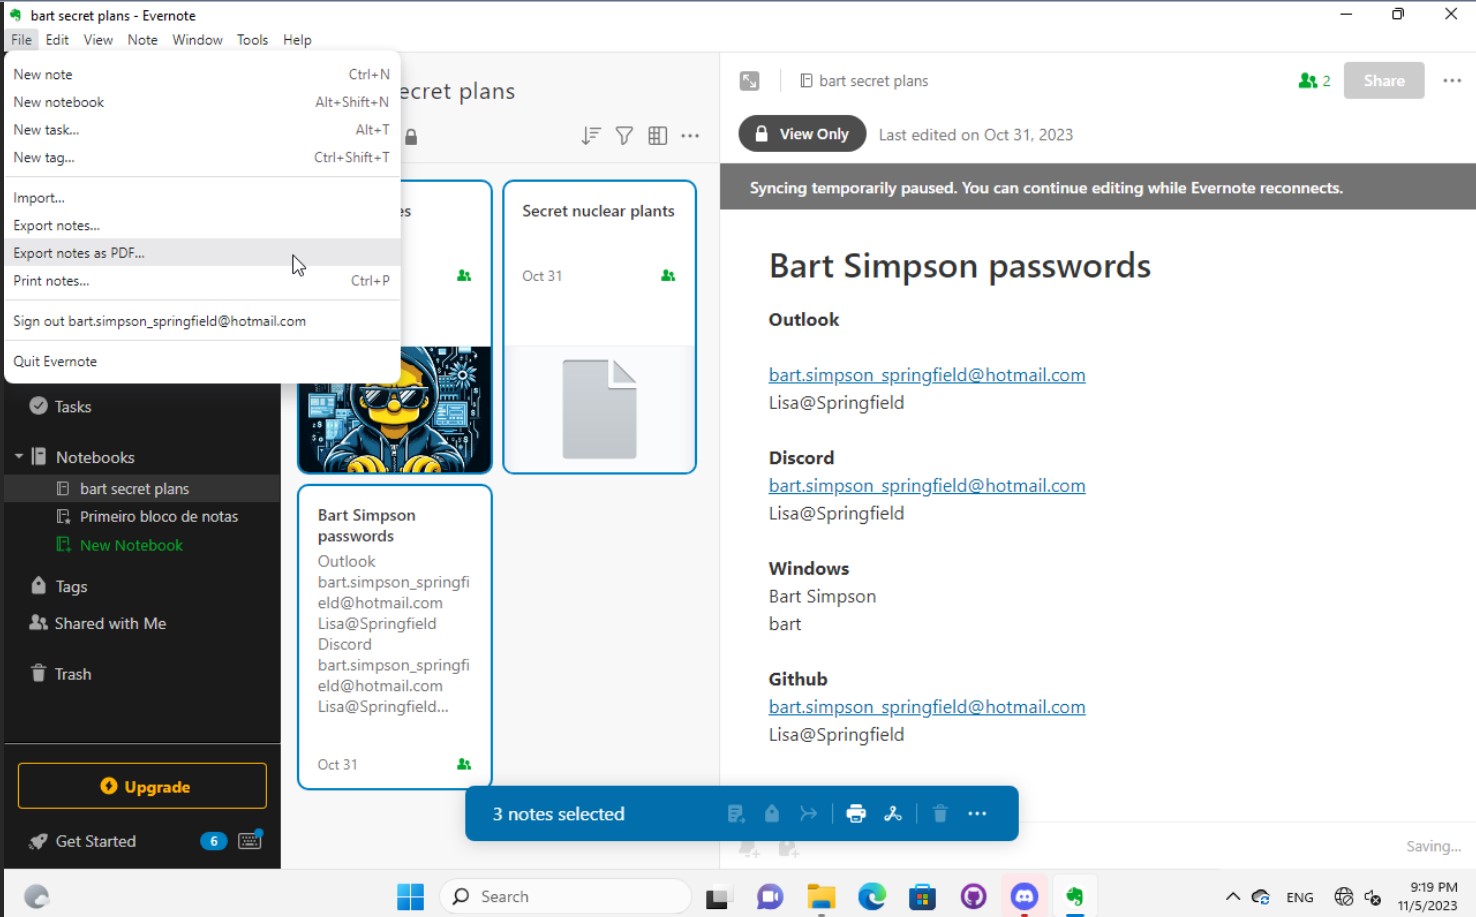 bart secret plans - Evernote
File Edit View Note Window Tools Help
New note Ctrl+N
New notebook Alt+Shift+N
New task... Alt+T
New tag... Ctrl+Shift+T
Import...
Export notes...
Export notes as PDF...
Print notes... Ctrl+P
Sign out bart.simpson_springfield@hotmail.com
Quit Evernote
Tasks
Notebooks
bart secret plans
Primeiro bloco de notas
New Notebook
Tags
Shared with Me
Trash
Upgrade
Get Started 6
ecret plans
es
Secret nuclear plants
Oct 31
Bart Simpson
passwords
Outlook
bart.simpson_springfi
eld@hotmail.com
Lisa@Springfield
Discord
bart.simpson_springfi
eld@hotmail.com
Lisa@Springfield...
Oct 31
3 notes selected
bart secret plans
2
Share
View Only
Last edited on Oct 31, 2023
Syncing temporarily paused. You can continue editing while Evernote reconnects.
Bart Simpson passwords
Outlook
bart.simpson_springfield@hotmail.com
Lisa@Springfield
Discord
bart.simpson_springfield@hotmail.com
Lisa@Springfield
Windows
Bart Simpson
bart
Github
bart.simpson_springfield@hotmail.com
Lisa@Springfield
Saving...
Search
ENG
9:19 PM
11/5/2023